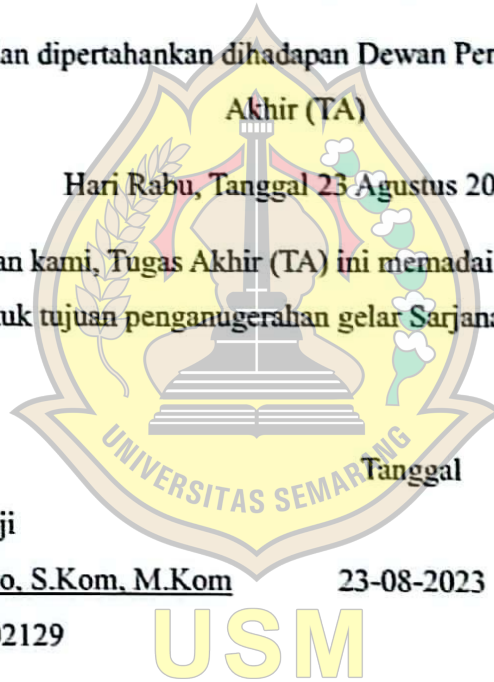 an dipertahankan dihadapan Dewan Pen
Akhir (TA)
Hari Rabu, Tanggal 23 Agustus 20
an kami, Tugas Akhir (TA) ini memadai
uk tujuan penganugerahan gelar Sarjana
UNIVERSITAS SEMARANG
Tanggal
ji
o, S.Kom, M.Kom 23-08-2023
02129
USM